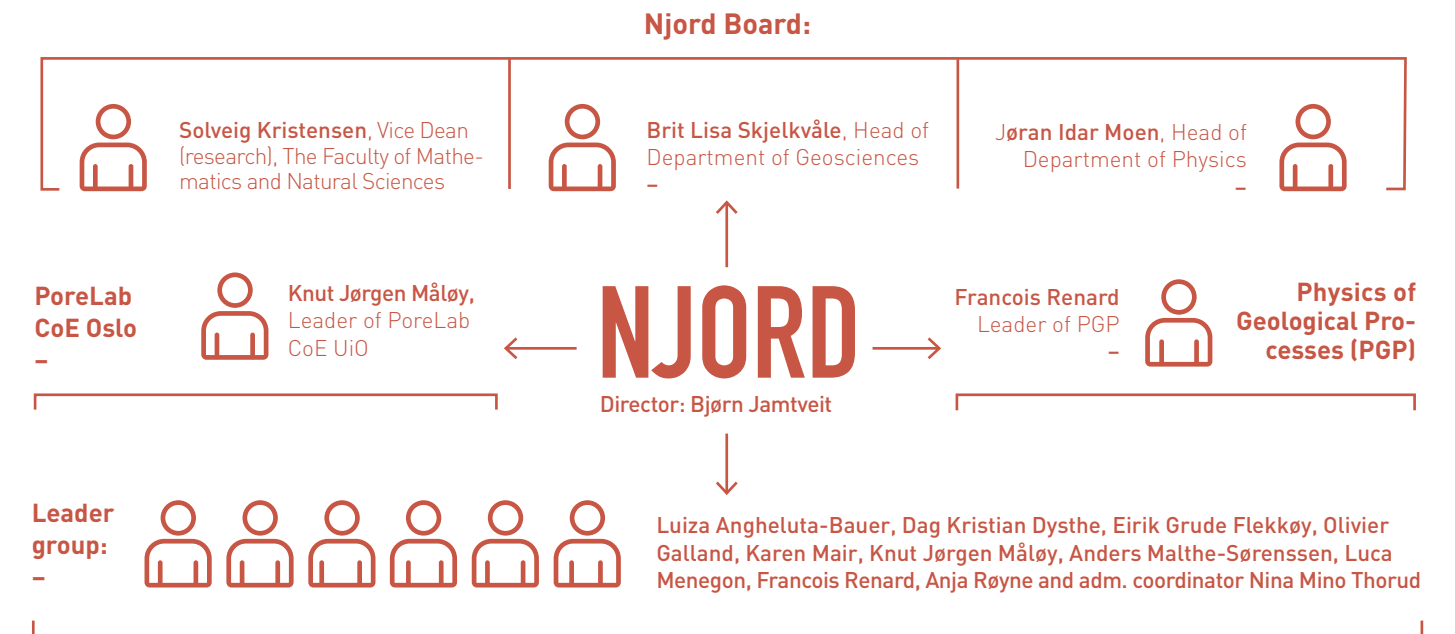 Njord Board:
Solveig Kristensen, Vice Dean
(research), The Faculty of Mathe-
matics and Natural Sciences
Brit Lisa Skjelkvåle, Head of
Department of Geosciences
–
Jøran Idar Moen, Head of
Department of Physics
–
PoreLab
CoE Oslo
–
Knut Jørgen Måløy,
Leader of PoreLab
CoE UiO
NJORD
Director: Bjørn Jamtveit
Francois Renard
Leader of PGP
–
Physics of
Geological Pro-
cesses (PGP)
Leader
group:
–
Luiza Angheluta-Bauer, Dag Kristian Dysthe, Eirik Grude Flekkøy, Olivier
Galland, Karen Mair, Knut Jørgen Måløy, Anders Malthe-Sørenssen, Luca
Menegon, Francois Renard, Anja Røyne and adm. coordinator Nina Mino Thorud